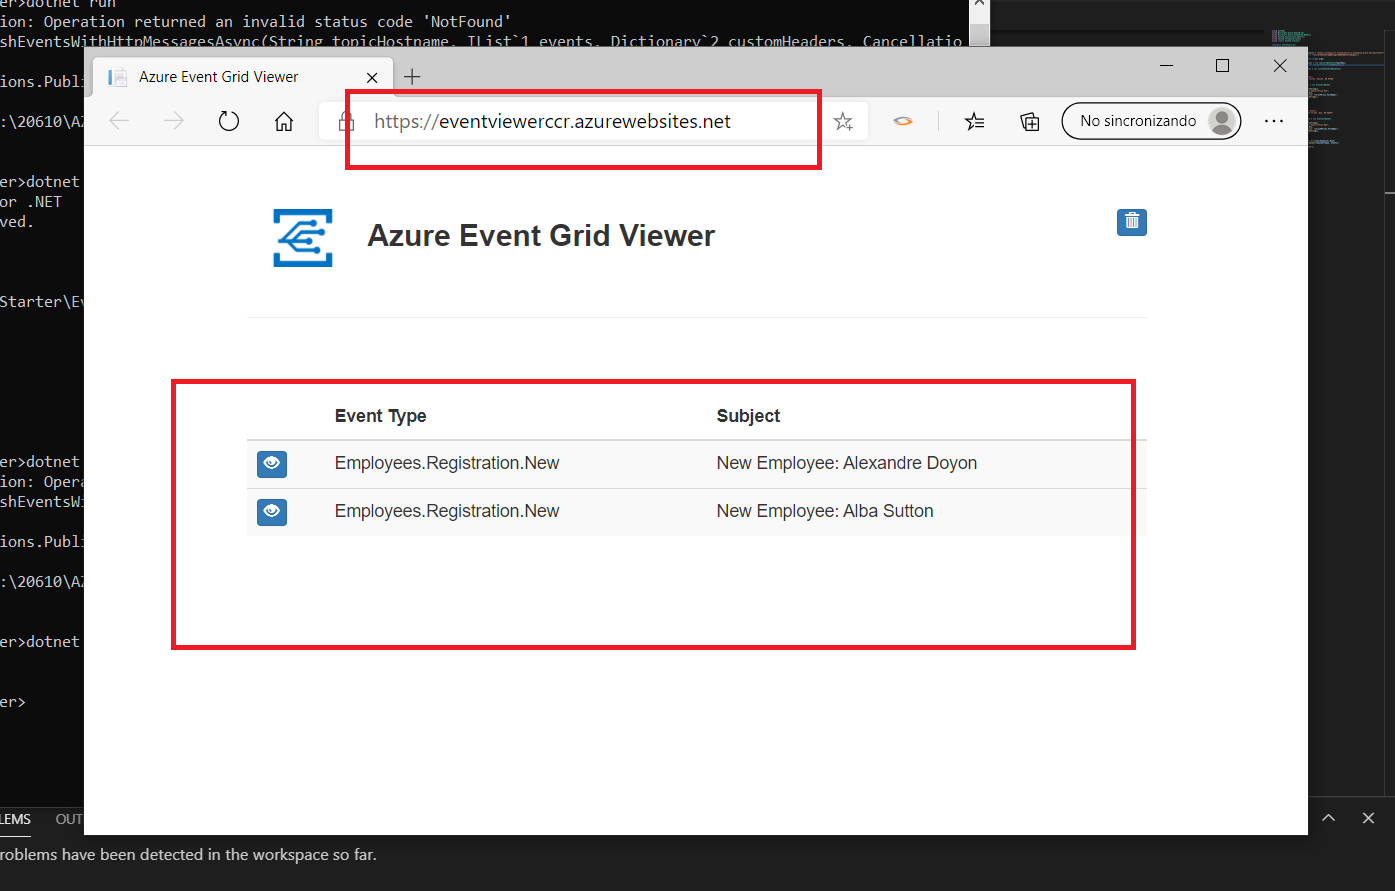 er>dotnet run
ion: Operation returned an invalid status code 'NotFound'
shEventsWithHttpMessagesAsync(String topicHostname, IList`1 events, Dictionary`2 customHeaders, Cancellatio
ions.Publi
:\20610\AZ
er>dotnet
or .NET
ved.
Starter\Ev
er>dotnet
ion: Opera
shEventsWi
ions.Publi
:\20610\AZ
er>dotnet
er>
Azure Event Grid Viewer
https://eventviewerccr.azurewebsites.net
No sincronizando
Azure Event Grid Viewer
Event Type Subject
Employees.Registration.New New Employee: Alexandre Doyon
Employees.Registration.New New Employee: Alba Sutton
LEMS OUT
roblems have been detected in the workspace so far.